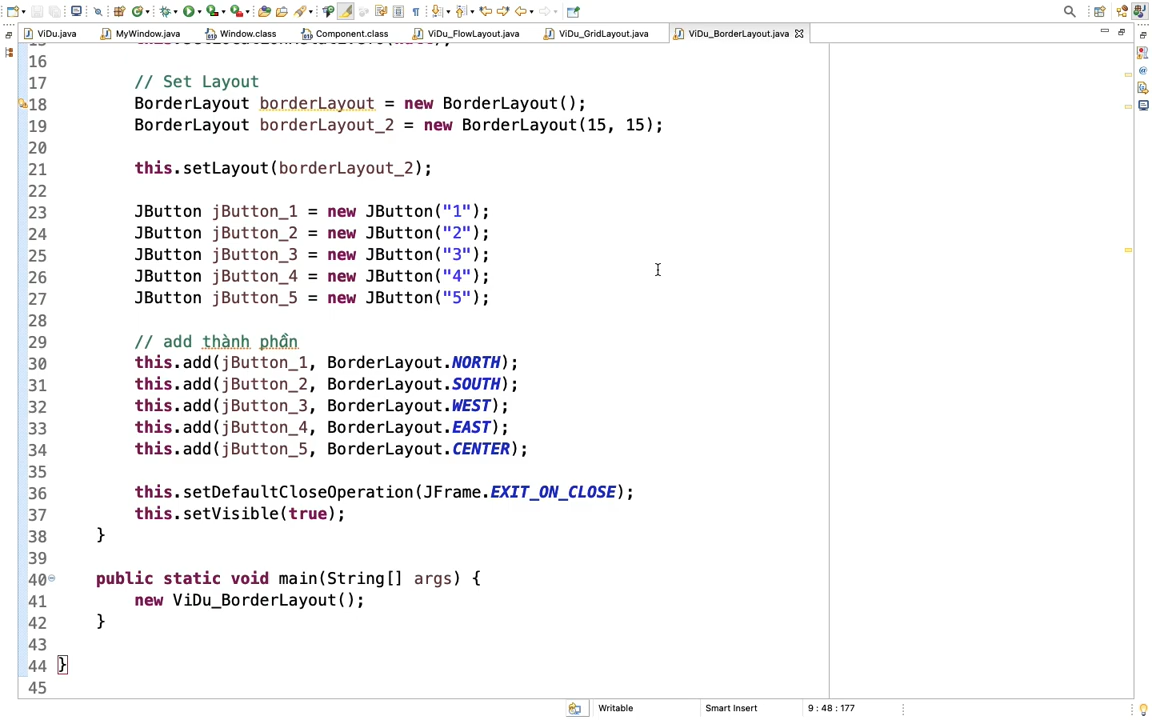 ViDu.java MyWindow.java Window.class Component.class ViDu_FlowLayout.java ViDu_GridLayout.java ViDu_BorderLayout.java
16
17 // Set Layout
18 BorderLayout borderLayout = new BorderLayout();
19 BorderLayout borderLayout_2 = new BorderLayout(15, 15);
20
21 this.setLayout(borderLayout_2);
22
23 JButton jButton_1 = new JButton("1");
24 JButton jButton_2 = new JButton("2");
25 JButton jButton_3 = new JButton("3");
26 JButton jButton_4 = new JButton("4");
27 JButton jButton_5 = new JButton("5");
28
29 // add thành phần
30 this.add(jButton_1, BorderLayout.NORTH);
31 this.add(jButton_2, BorderLayout.SOUTH);
32 this.add(jButton_3, BorderLayout.WEST);
33 this.add(jButton_4, BorderLayout.EAST);
34 this.add(jButton_5, BorderLayout.CENTER);
35
36 this.setDefaultCloseOperation(JFrame.EXIT_ON_CLOSE);
37 this.setVisible(true);
38 }
39
40 public static void main(String[] args) {
41 new ViDu_BorderLayout();
42 }
43
44 }
45
Writable Smart Insert 9 : 48 : 177